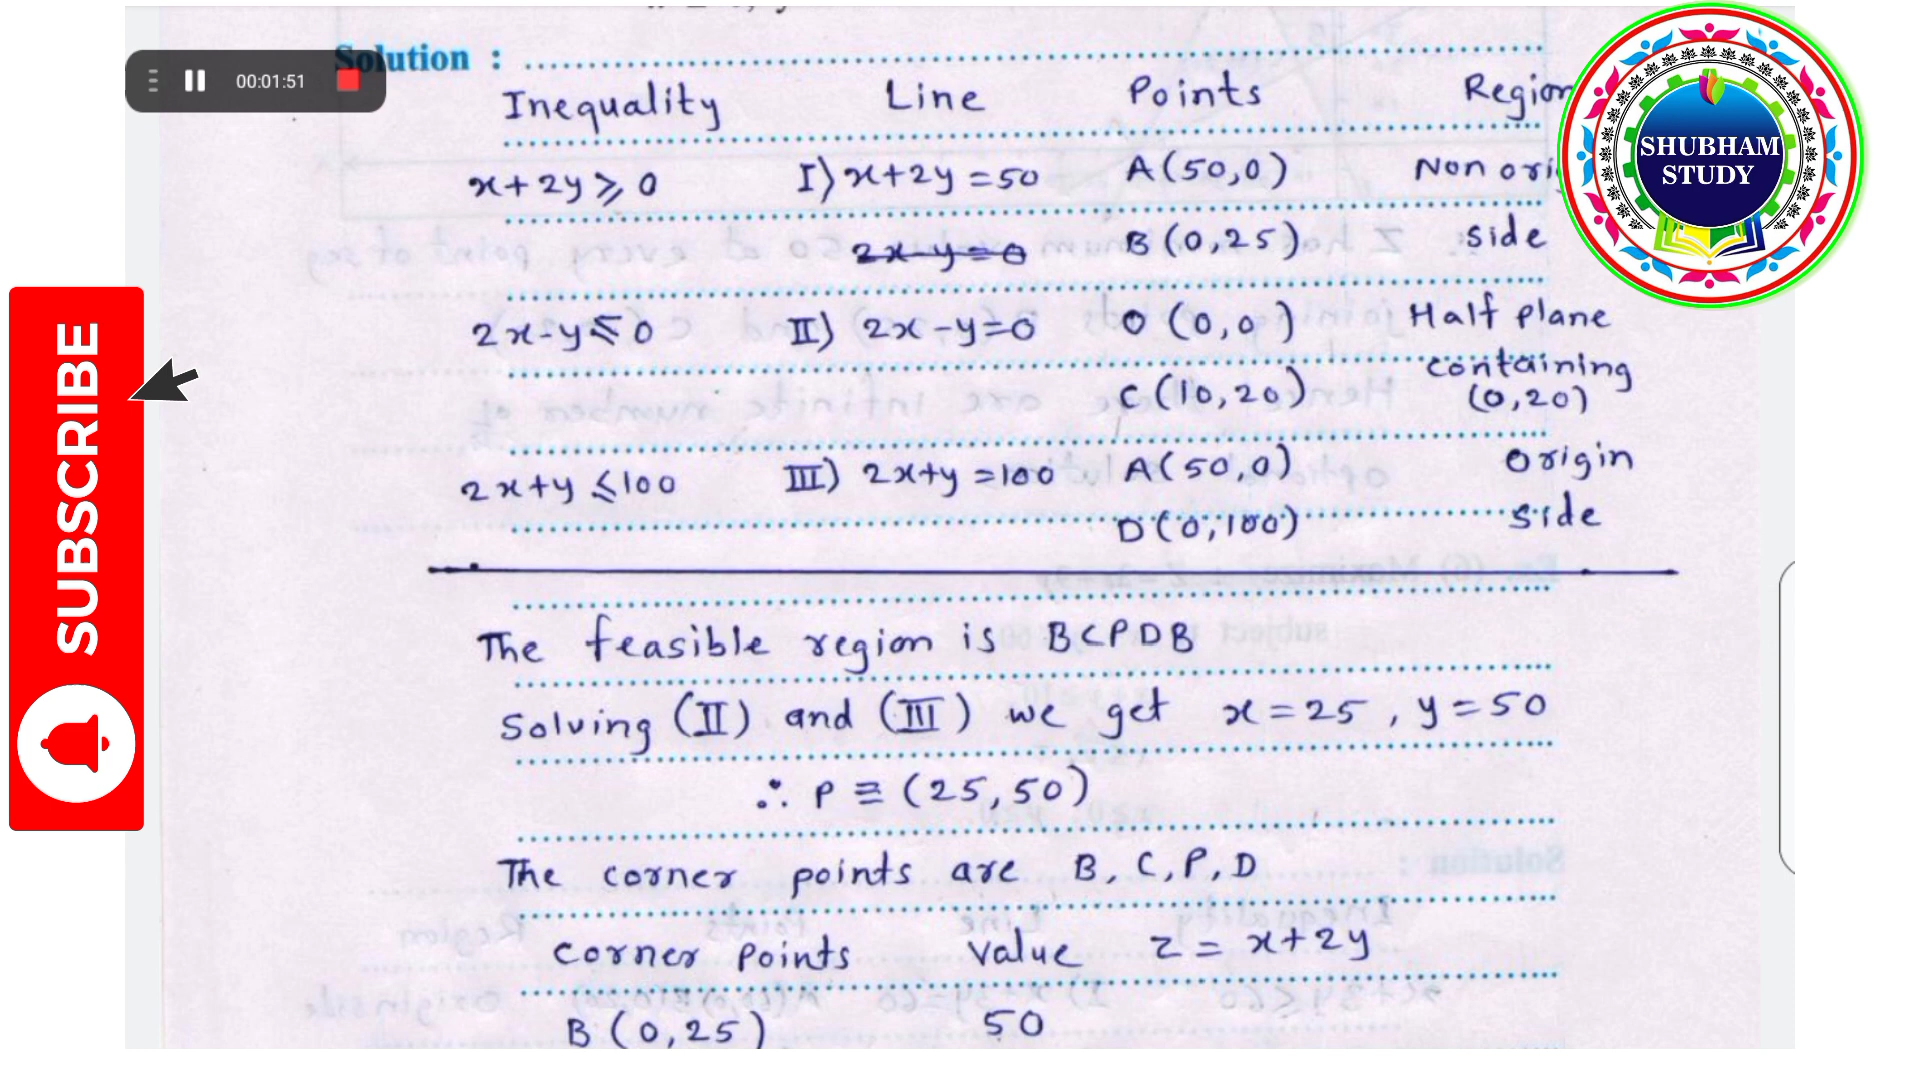 Solution :
00:01:51
Inequality Line Points Region
x+2y ⩾ 0 I) x+2y = 50 A(50,0) Non ori
2x-y=0 B(0,25) side
2x-y ⩽ 0 II) 2x-y=0 O (0,0) Half plane
containing
C(10,20) (0,20)
2x+y ⩽ 100 III) 2x+y = 100 A(50,0) Origin
D(0,100) side
The feasible region is BCPDB
Solving (II) and (III) we get x = 25 , y = 50
∴ P ≡ (25,50)
The corner points are B, C, P, D
Corner Points Value z = x+2y
B (0,25) 50
SHUBHAM
STUDY
SUBSCRIBE